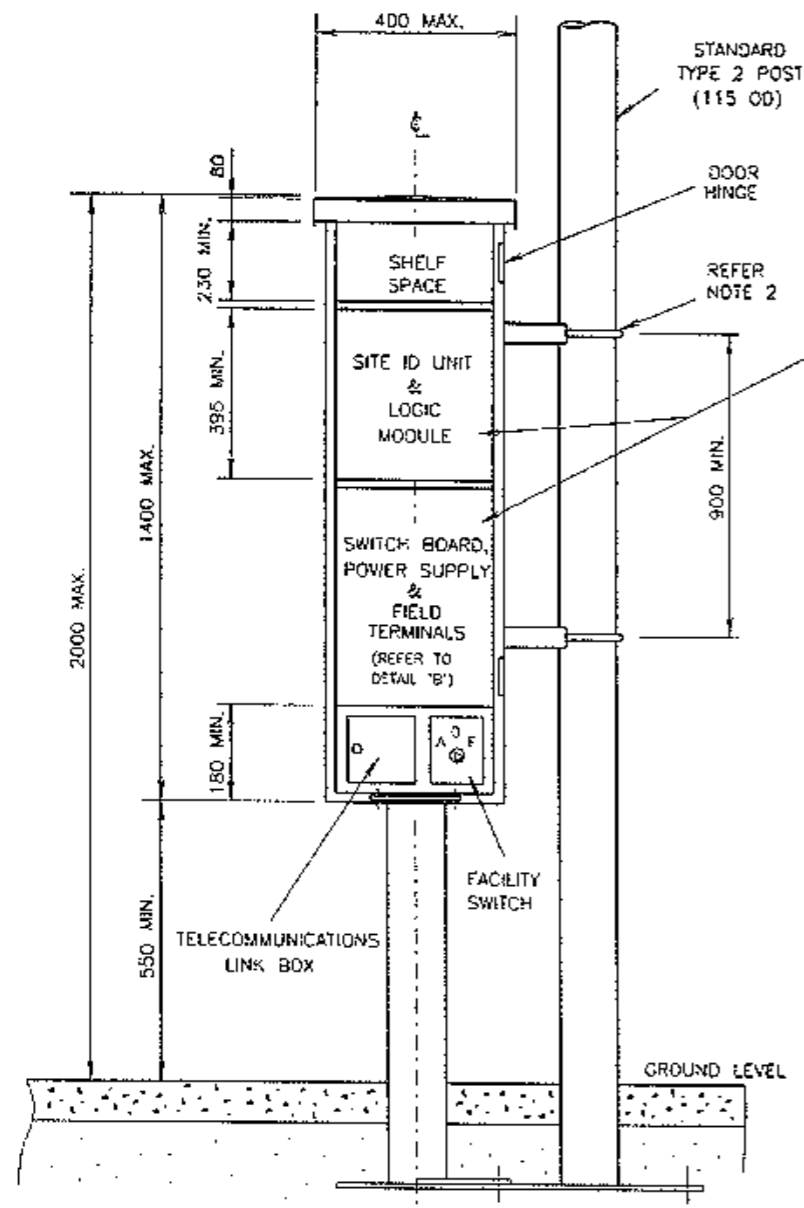 400 MAX.
STANDARD
TYPE 2 POST
(115 OD)
℄
60
DOOR
HINGE
230 MIN.
SHELF
SPACE
REFER
NOTE 2
395 MIN.
SITE ID UNIT
&
LOGIC
MODULE
1400 MAX.
900 MIN.
2000 MAX.
SWITCH BOARD,
POWER SUPPLY
&
FIELD
TERMINALS
(REFER TO
DETAIL 'B')
180 MIN.
A O E
550 MIN.
FACILITY
SWITCH
TELECOMMUNICATIONS
LINK BOX
GROUND LEVEL